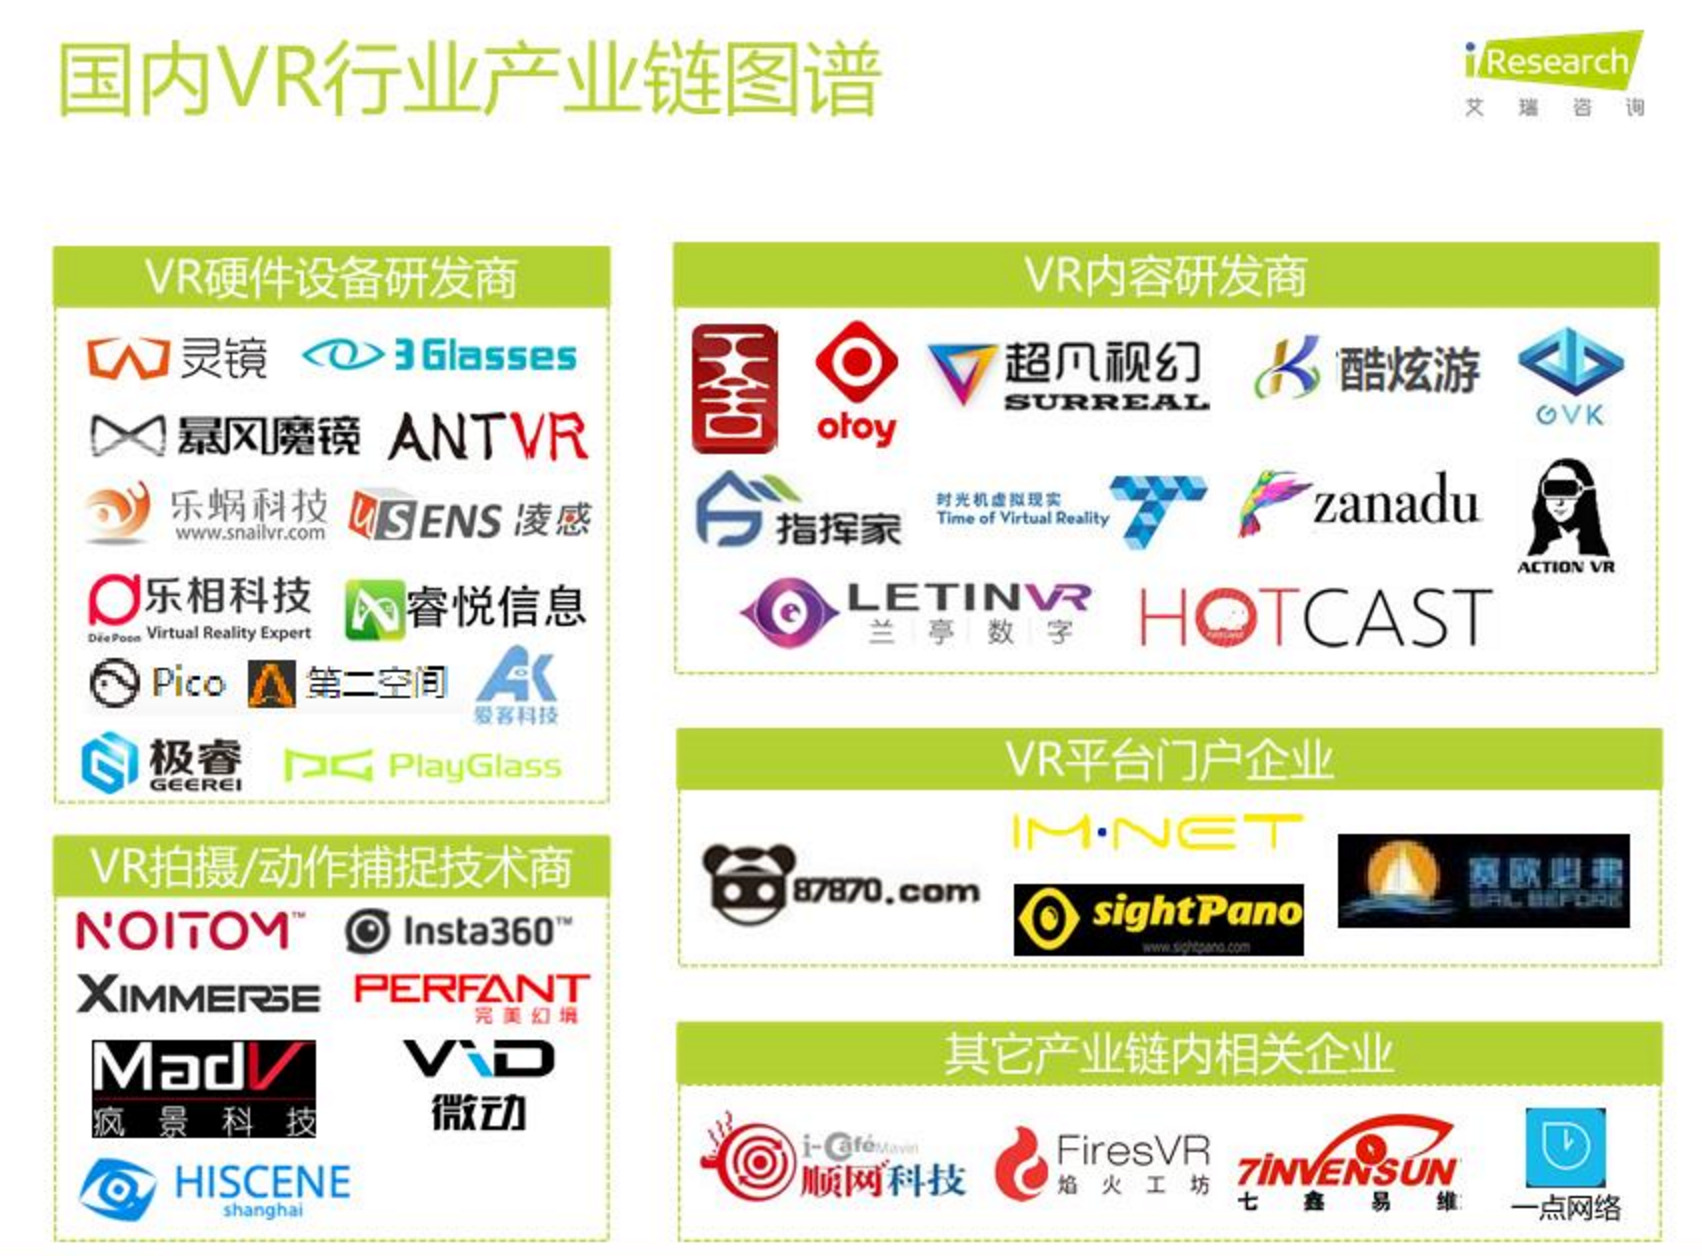 国内VR行业产业链图谱
iResearch
艾瑞咨询
VR硬件设备研发商
灵镜
3Glasses
暴风魔镜
ANTVR
乐蜗科技
www.snailvr.com
uSENS 凌感
乐相科技
DeePoon Virtual Reality Expert
睿悦信息
Pico
第二空间
爱客科技
极睿
GEEREI
PlayGlass
VR拍摄/动作捕捉技术商
NOITOM™
Insta360™
XIMMERSE
PERFANT
完美幻境
MadV
疯景科技
VID
微动
HISCENE
shanghai
VR内容研发商
otoy
超凡视幻
SURREAL
K
酷炫游
GVK
指挥家
时光机虚拟现实
Time of Virtual Reality
zanadu
ACTION VR
LETINVR
兰亭数字
HOTCAST
VR平台门户企业
87870.com
IM·NET
sightPano
www.sightpano.com
赛欧必弗
SAIL BEFORE
其它产业链内相关企业
i-Café Mavin
顺网科技
FiresVR
焰火工坊
7INVENSUN
七鑫易维
一点网络